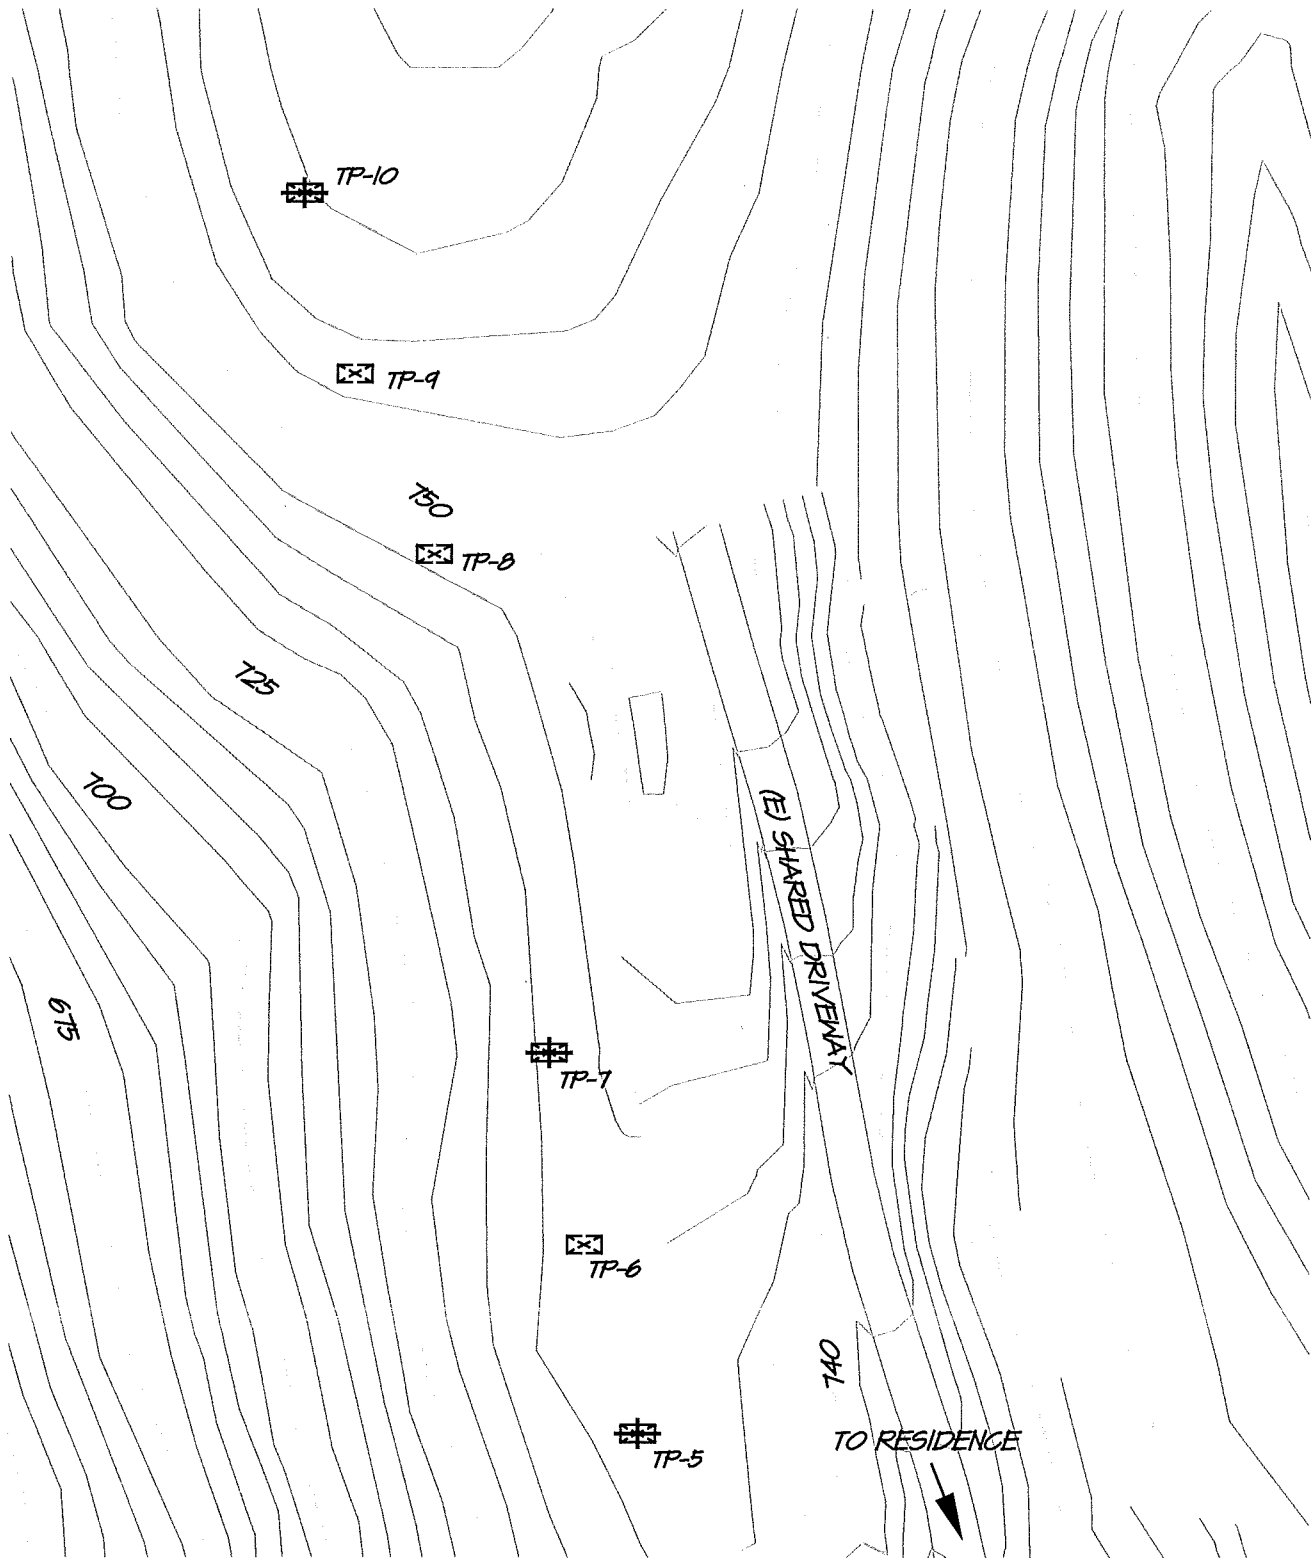 TP-10
TP-9
750
TP-8
725
700
(E) SHARED DRIVEWAY
675
TP-7
TP-6
740
TP-5
TO RESIDENCE